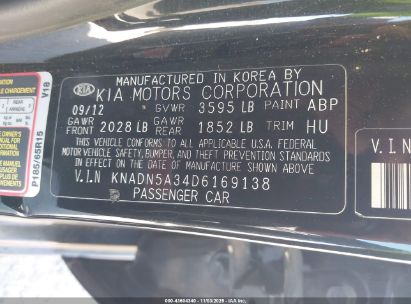 MANUFACTURED IN KOREA BY
KIA KIA MOTORS CORPORATION
09/12 GVWR 3595 LB PAINT ABP
GAWR FRONT 2028 LB GAWR REAR 1852 LB TRIM HU
THIS VEHICLE CONFORMS TO ALL APPLICABLE U.S.A. FEDERAL
MOTOR VEHICLE SAFETY, BUMPER, AND THEFT PREVENTION STANDARDS
IN EFFECT ON THE DATE OF MANUFACTURE SHOWN ABOVE.
V.I.N KNADN5A34D6169138
PASSENGER CAR
V18
P185/65R15
V.I.N